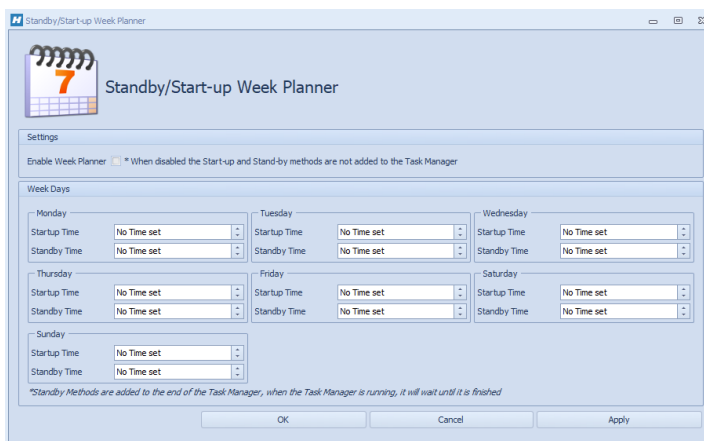 H Standby/Start-up Week Planner
7
Standby/Start-up Week Planner
Settings
Enable Week Planner * When disabled the Start-up and Stand-by methods are not added to the Task Manager
Week Days
Monday Tuesday Wednesday
Startup Time No Time set Startup Time No Time set Startup Time No Time set
Standby Time No Time set Standby Time No Time set Standby Time No Time set
Thursday Friday Saturday
Startup Time No Time set Startup Time No Time set Startup Time No Time set
Standby Time No Time set Standby Time No Time set Standby Time No Time set
Sunday
Startup Time No Time set
Standby Time No Time set
*Standby Methods are added to the end of the Task Manager, when the Task Manager is running, it will wait until it is finished
OK Cancel Apply